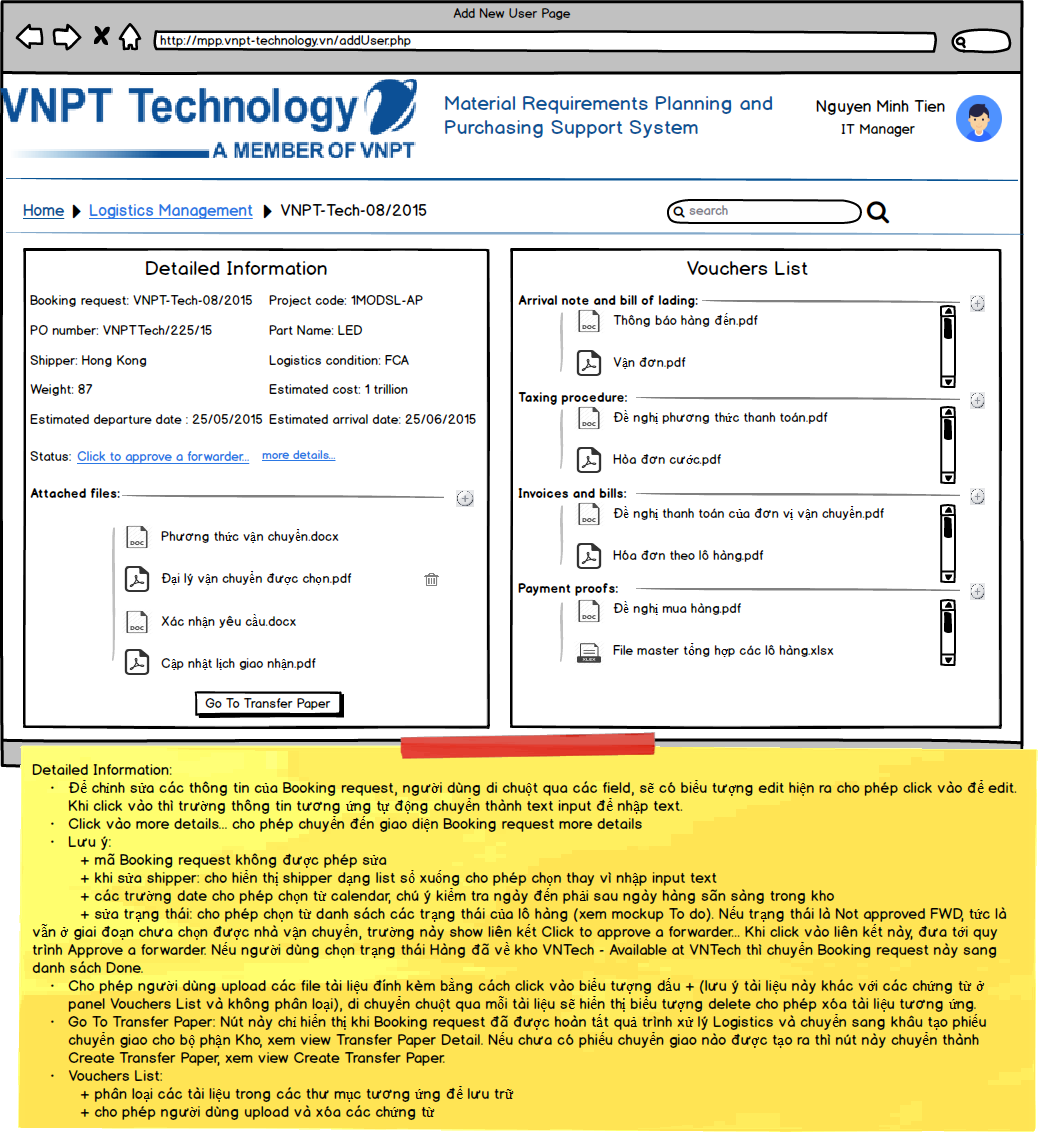 Add New User Page
http://mpp.vnpt-technology.vn/addUser.php
VNPT Technology
A MEMBER OF VNPT
Material Requirements Planning and
Purchasing Support System
Nguyen Minh Tien
IT Manager
Home Logistics Management VNPT-Tech-08/2015
search
Detailed Information
Booking request: VNPT-Tech-08/2015 Project code: 1MODSL-AP
PO number: VNPTTech/225/15 Part Name: LED
Shipper: Hong Kong Logistics condition: FCA
Weight: 87 Estimated cost: 1 trillion
Estimated departure date : 25/05/2015 Estimated arrival date: 25/06/2015
Status: Click to approve a forwarder... more details...
Attached files:
DOC Phương thức vận chuyển.docx
Đại lý vận chuyển được chọn.pdf
DOC Xác nhận yêu cầu.docx
Cập nhật lịch giao nhận.pdf
Go To Transfer Paper
Vouchers List
Arrival note and bill of lading:
DOC Thông báo hàng đến.pdf
Vận đơn.pdf
Taxing procedure:
DOC Đề nghị phương thức thanh toán.pdf
Hòa đơn cước.pdf
Invoices and bills:
DOC Đề nghị thanh toán của đơn vị vận chuyển.pdf
Hóa đơn theo lô hàng.pdf
Payment proofs:
DOC Đề nghị mua hàng.pdf
XLSX File master tổng hợp các lô hàng.xlsx
Detailed Information:
· Để chỉnh sửa các thông tin của Booking request, người dùng di chuột qua các field, sẽ có biểu tượng edit hiện ra cho phép click vào để edit.
Khi click vào thì trường thông tin tương ứng tự động chuyển thành text input để nhập text.
· Click vào more details... cho phép chuyển đến giao diện Booking request more details
· Lưu ý:
+ mã Booking request không được phép sửa
+ khi sửa shipper: cho hiển thị shipper dạng list sổ xuống cho phép chọn thay vì nhập input text
+ các trường date cho phép chọn từ calendar, chú ý kiểm tra ngày đến phải sau ngày hàng sẵn sàng trong kho
+ sửa trạng thái: cho phép chọn từ danh sách các trạng thái của lô hàng (xem mockup To do). Nếu trạng thái là Not approved FWD, tức là
vẫn ở giai đoạn chưa chọn được nhà vận chuyển, trường này show liên kết Click to approve a forwarder... Khi click vào liên kết này, đưa tới quy
trình Approve a forwarder. Nếu người dùng chọn trạng thái Hàng đã về kho VNTech - Available at VNTech thì chuyển Booking request này sang
danh sách Done.
· Cho phép người dùng upload các file tài liệu đính kèm bằng cách click vào biểu tượng dấu + (lưu ý tài liệu này khác với các chứng từ ở
panel Vouchers List và không phân loại), di chuyển chuột qua mỗi tài liệu sẽ hiển thị biểu tượng delete cho phép xóa tài liệu tương ứng.
· Go To Transfer Paper: Nút này chỉ hiển thị khi Booking request đã được hoàn tất quá trình xử lý Logistics và chuyển sang khâu tạo phiếu
chuyển giao cho bộ phận Kho, xem view Transfer Paper Detail. Nếu chưa có phiếu chuyển giao nào được tạo ra thì nút này chuyển thành
Create Transfer Paper, xem view Create Transfer Paper.
· Vouchers List:
+ phân loại các tài liệu trong các thư mục tương ứng để lưu trữ
+ cho phép người dùng upload và xóa các chứng từ